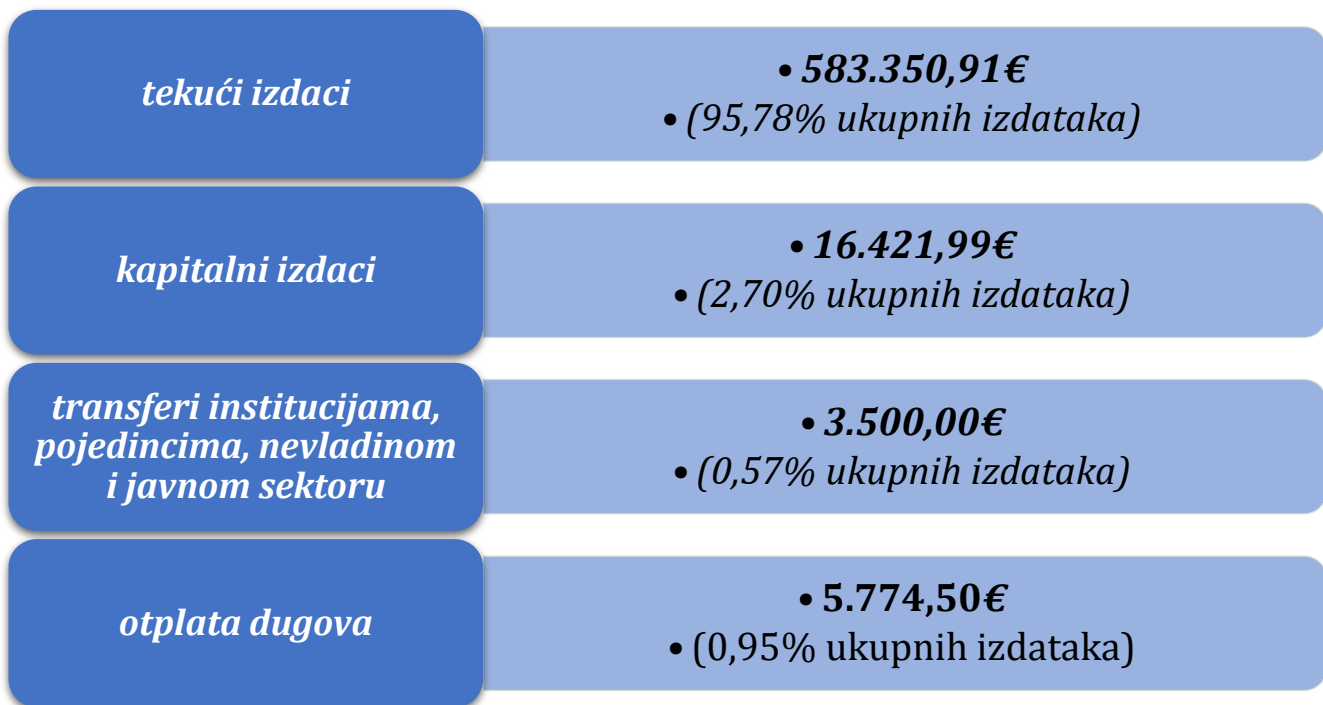 tekući izdaci
• 583.350,91€
• (95,78% ukupnih izdataka)
kapitalni izdaci
• 16.421,99€
• (2,70% ukupnih izdataka)
transferi institucijama,
pojedincima, nevladinom
i javnom sektoru
• 3.500,00€
• (0,57% ukupnih izdataka)
otplata dugova
• 5.774,50€
• (0,95% ukupnih izdataka)